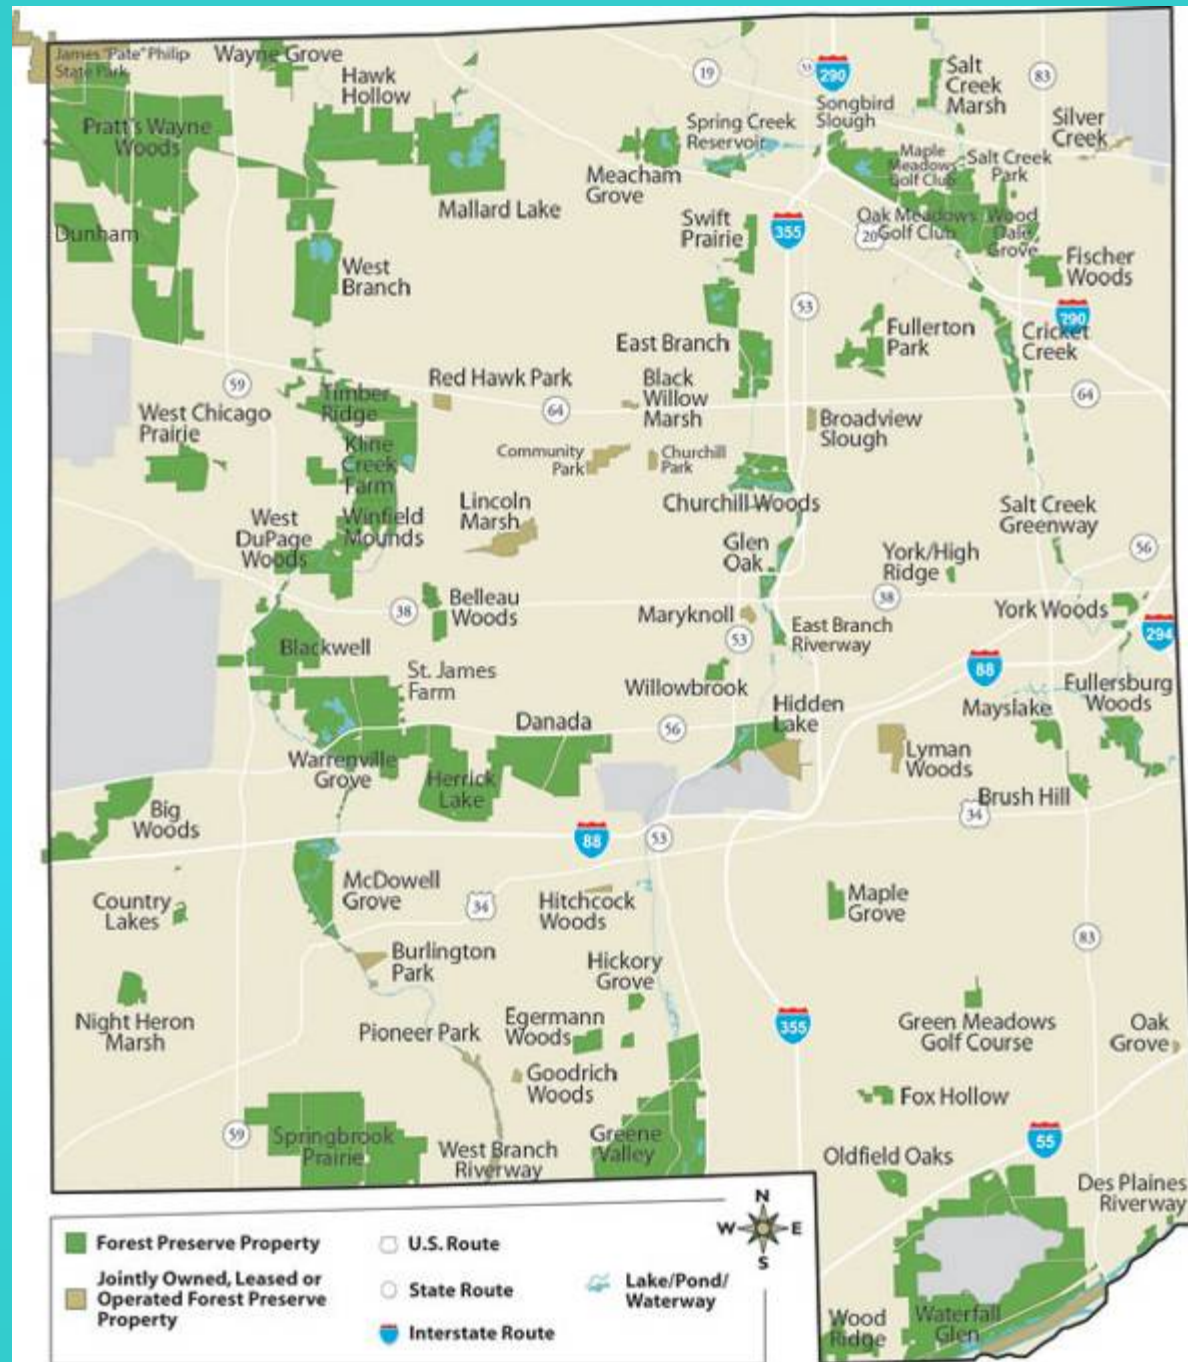 James "Pate" Philip
State Park
Wayne Grove
Hawk
Hollow
19
53
290
Salt
Creek
Marsh
83
Silver
Creek
Pratt's Wayne
Woods
Spring Creek
Reservoir
Songbird
Slough
Maple
Meadows
Golf Club
Salt Creek
Park
Meacham
Grove
Mallard Lake
Dunham
Swift
Prairie
355
20
Oak Meadows
Golf Club
Wood
Dale
Grove
Fischer
Woods
West
Branch
53
290
East Branch
Fullerton
Park
Cricket
Creek
59
Red Hawk Park
64
Black
Willow
Marsh
64
Timber
Ridge
West Chicago
Prairie
Broadview
Slough
Kline
Creek
Farm
Community
Park
Churchill
Park
Churchill Woods
Lincoln
Marsh
West
DuPage
Woods
Winfield
Mounds
Salt Creek
Greenway
Glen
Oak
York/High
Ridge
56
38
Belleau
Woods
38
York Woods
Maryknoll
53
East Branch
Riverway
294
Blackwell
St. James
Farm
Willowbrook
88
Fullersburg
Woods
Mayslake
Hidden
Lake
Danada
56
Lyman
Woods
Warrenville
Grove
Herrick
Lake
Brush Hill
34
Big
Woods
88
53
McDowell
Grove
34
Hitchcock
Woods
Maple
Grove
Country
Lakes
83
Burlington
Park
Hickory
Grove
Night Heron
Marsh
Pioneer Park
Egermann
Woods
355
Green Meadows
Golf Course
Oak
Grove
Goodrich
Woods
Fox Hollow
59
Springbrook
Prairie
West Branch
Riverway
Greene
Valley
55
Oldfield Oaks
Des Plaines
Riverway
Wood
Ridge
Waterfall
Glen
N
W
E
S
Forest Preserve Property
Jointly Owned, Leased or
Operated Forest Preserve
Property
U.S. Route
State Route
Interstate Route
Lake/Pond/
Waterway